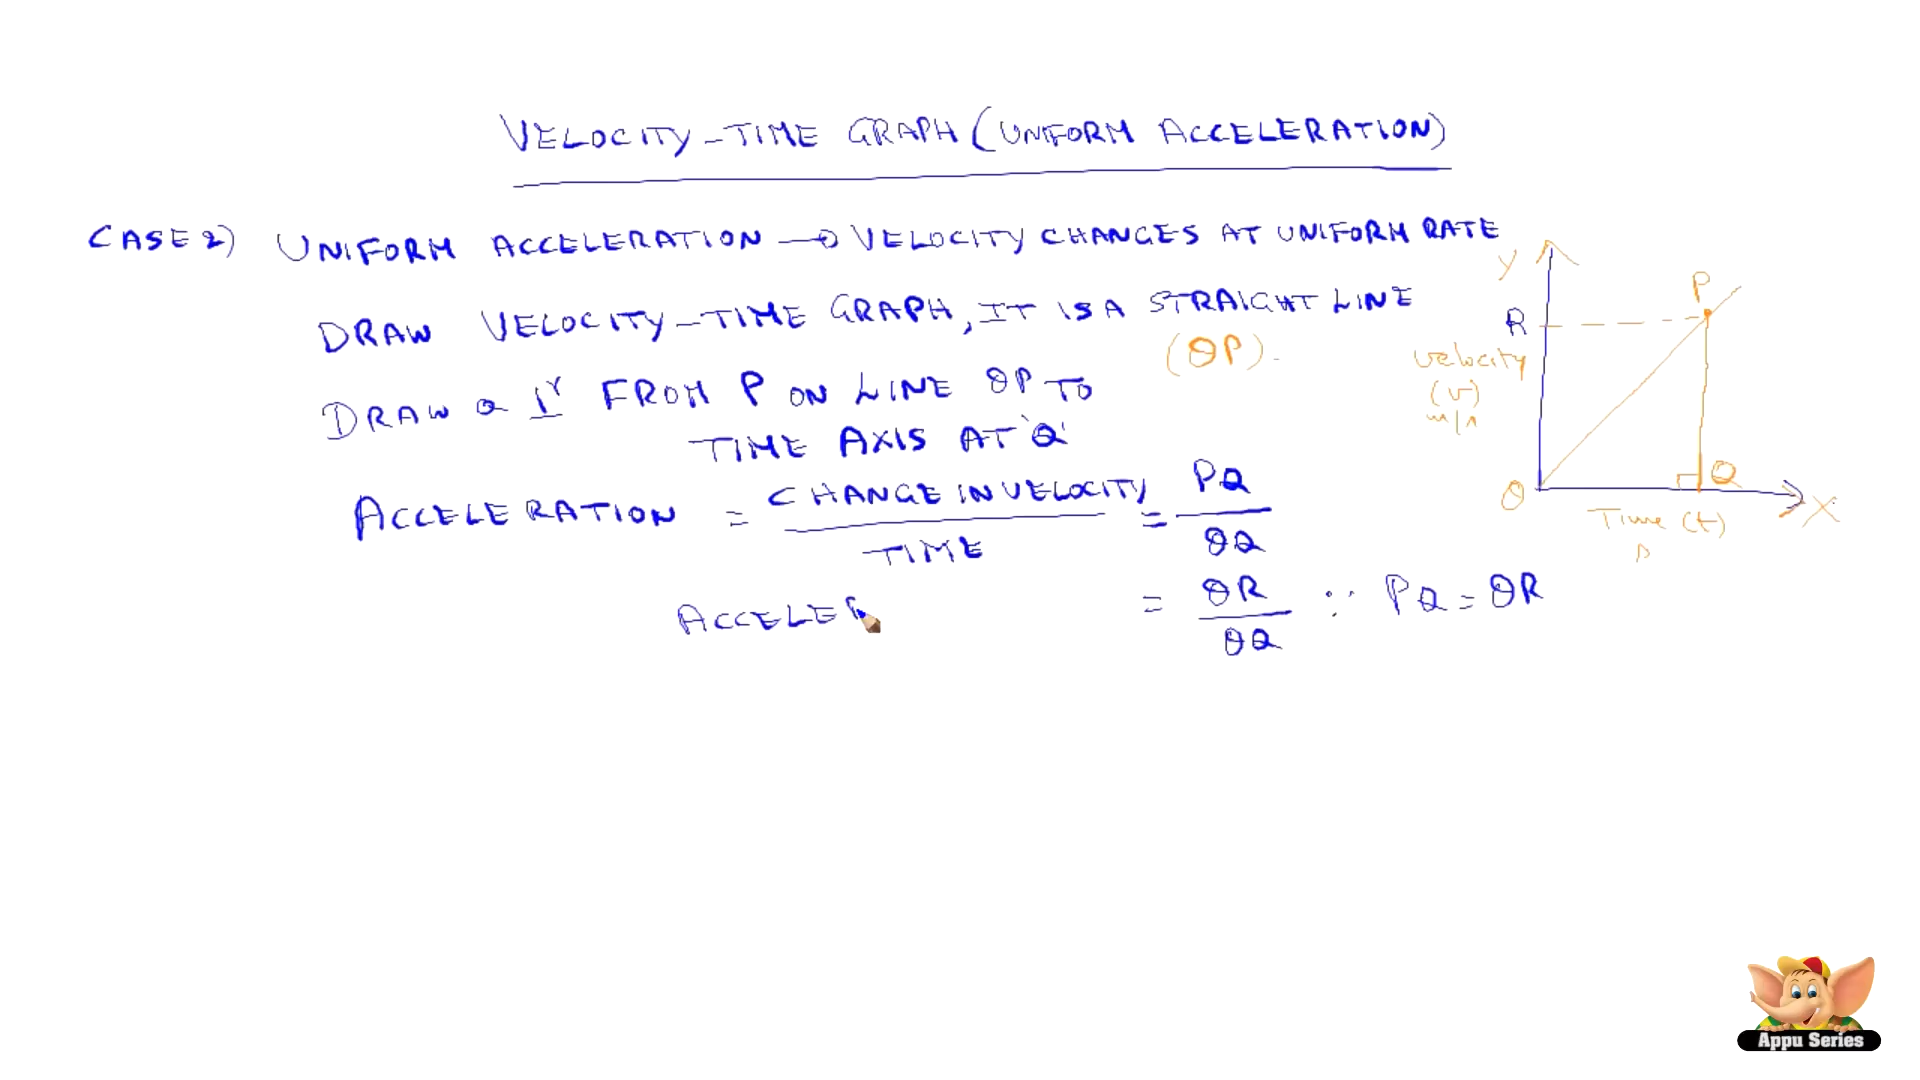 VELOCITY-TIME GRAPH (UNIFORM ACCELERATION)
CASE 2) UNIFORM ACCELERATION → VELOCITY CHANGES AT UNIFORM RATE
DRAW VELOCITY-TIME GRAPH, IT IS A STRAIGHT LINE
(OP).
DRAW a ⊥r FROM P ON LINE OP TO
TIME AXIS AT 'Q'
ACCELERATION = CHANGE IN VELOCITY / TIME = PQ / OQ
= OR / OQ ∵ PQ = OR
ACCELER
Y
P
R
velocity
(v)
m/s
Q
O
X
Time (t)
s
Appu Series